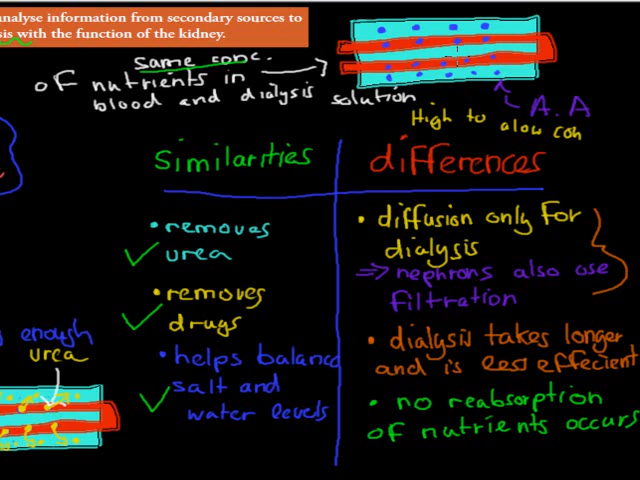 analyse information from secondary sources to
sis with the function of the kidney.
same conc.
of nutrients in
blood and dialysis solution
A.A
High to a low con
similarities
differences
• removes
urea
• removes
drugs
• helps balance
salt and
water levels
• diffusion only for
dialysis
⇒ nephrons also use
filtration
• dialysis takes longer
and is less effecient
• no reabsorption
of nutrients occurs
enough
urea